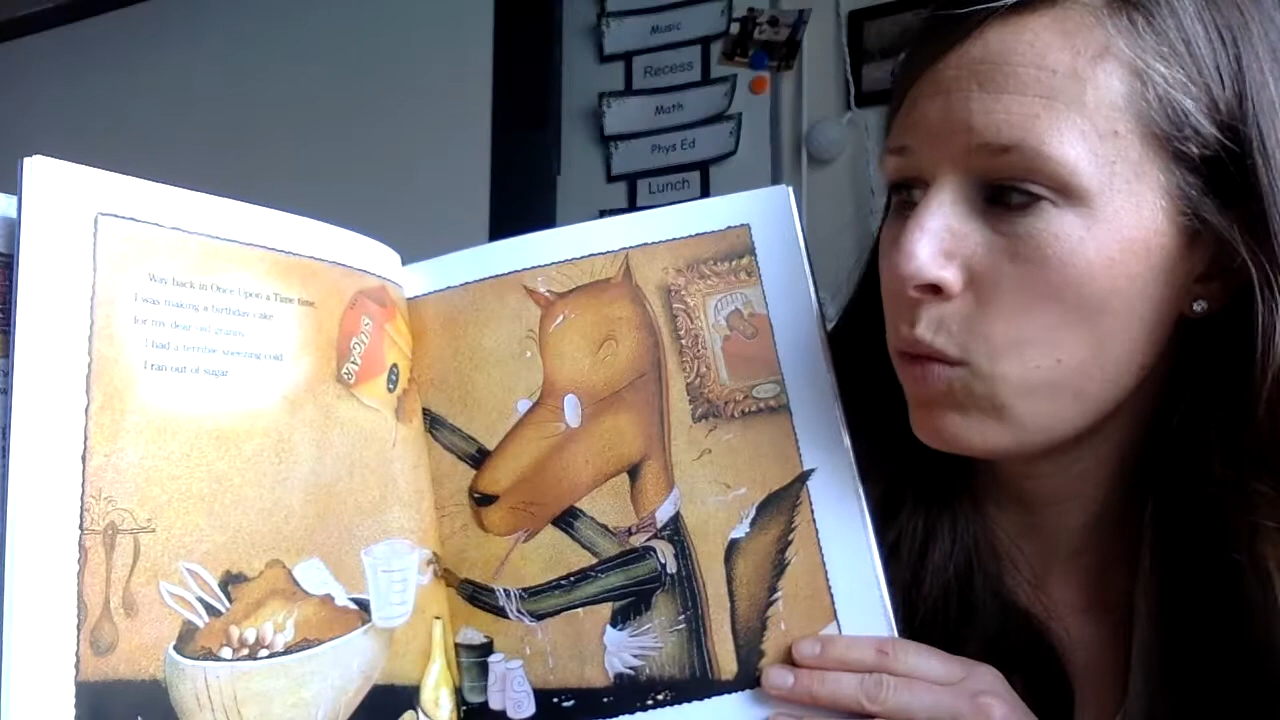 Music
Recess
Math
Phys Ed
Lunch
Way back in Once Upon a Time time,
I was making a birthday cake
for my dear old granny.
I had a terrible sneezing cold.
I ran out of sugar.
SUGAR